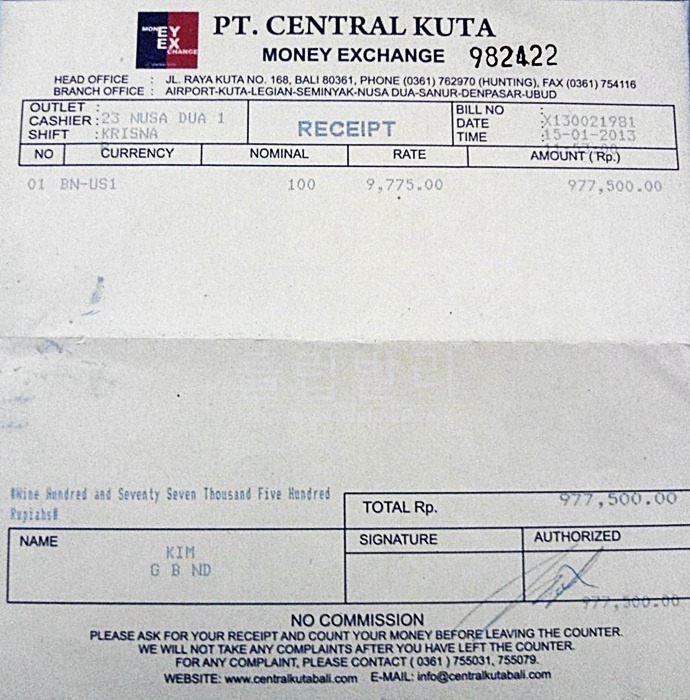 MONEY
EX
CHANGE
PT. CENTRAL KUTA
MONEY EXCHANGE 982422
HEAD OFFICE : JL. RAYA KUTA NO. 168, BALI 80361, PHONE (0361) 762970 (HUNTING), FAX (0361) 754116
BRANCH OFFICE : AIRPORT-KUTA-LEGIAN-SEMINYAK-NUSA DUA-SANUR-DENPASAR-UBUD
OUTLET :
CASHIER : 23 NUSA DUA 1
SHIFT : KRISNA
RECEIPT
BILL NO : X130021981
DATE : 15-01-2013
TIME :
NO CURRENCY NOMINAL RATE AMOUNT (Rp.)
01 BN-US1 100 9,775.00 977,500.00
#Nine Hundred and Seventy Seven Thousand Five Hundred
Rupiahs#
TOTAL Rp. 977,500.00
NAME SIGNATURE AUTHORIZED
KIM
G B ND
977,500.00
NO COMMISSION
PLEASE ASK FOR YOUR RECEIPT AND COUNT YOUR MONEY BEFORE LEAVING THE COUNTER.
WE WILL NOT TAKE ANY COMPLAINTS AFTER YOU HAVE LEFT THE COUNTER.
FOR ANY COMPLAINT, PLEASE CONTACT ( 0361 ) 755031, 755079.
WEBSITE: www.centralkutabali.com E-MAIL: info@centralkutabali.com